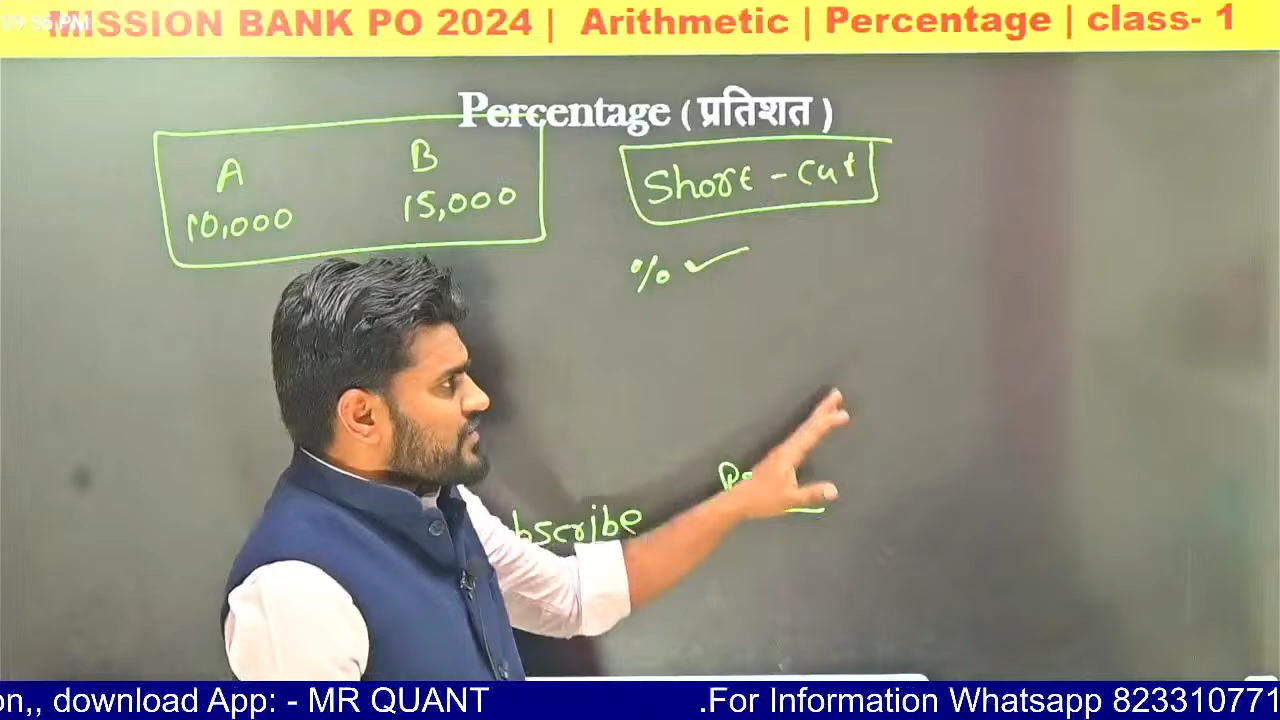 MISSION BANK PO 2024 | Arithmetic | Percentage | class- 1
Percentage ( प्रतिशत )
A B
10,000 15,000
Short - Cut
% ✓
bscribe
on,, download App: - MR QUANT .For Information Whatsapp 823310771